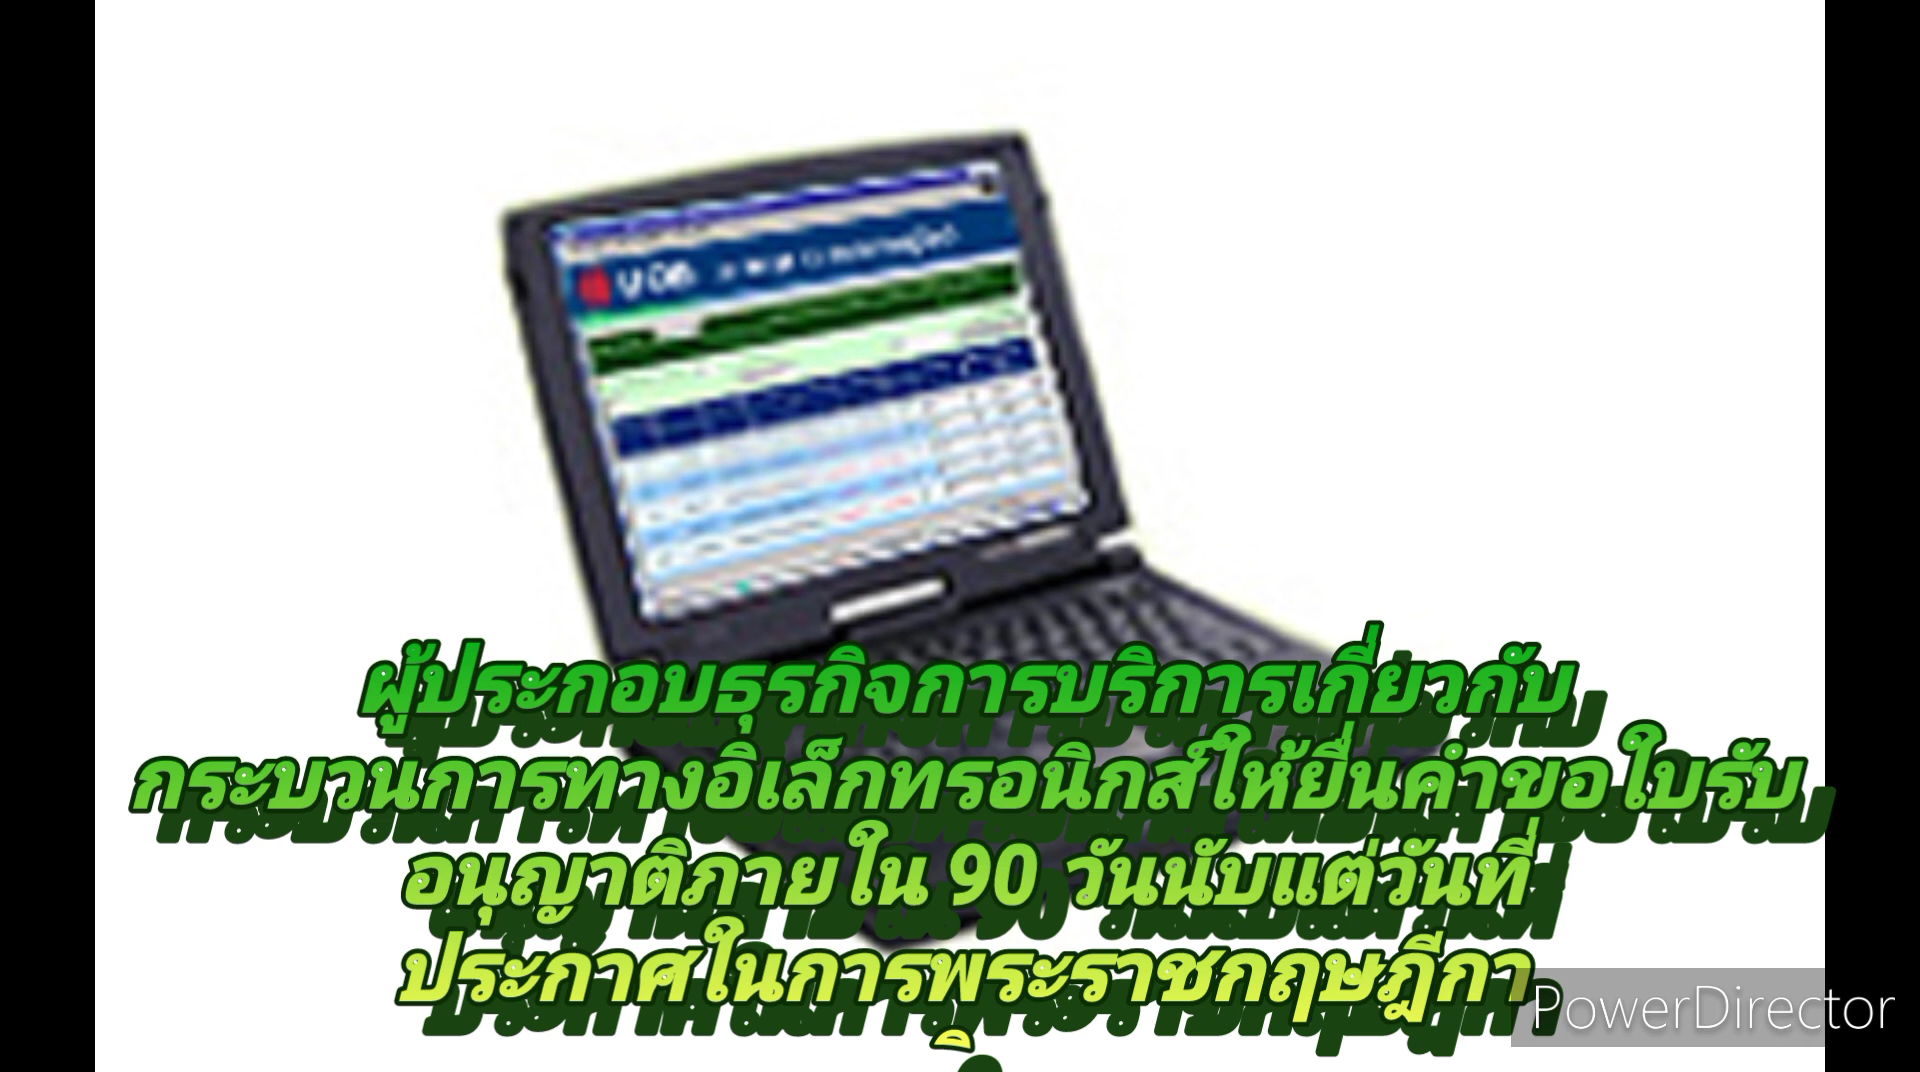 UOB
ผู้ประกอบธุรกิจการบริการเกี่ยวกับ
กระบวนการทางอิเล็กทรอนิกส์ให้ยื่นคำขอใบรับ
อนุญาติภายใน 90 วันนับแต่วันที่
ประกาศในการพระราชกฤษฎีกา
PowerDirector